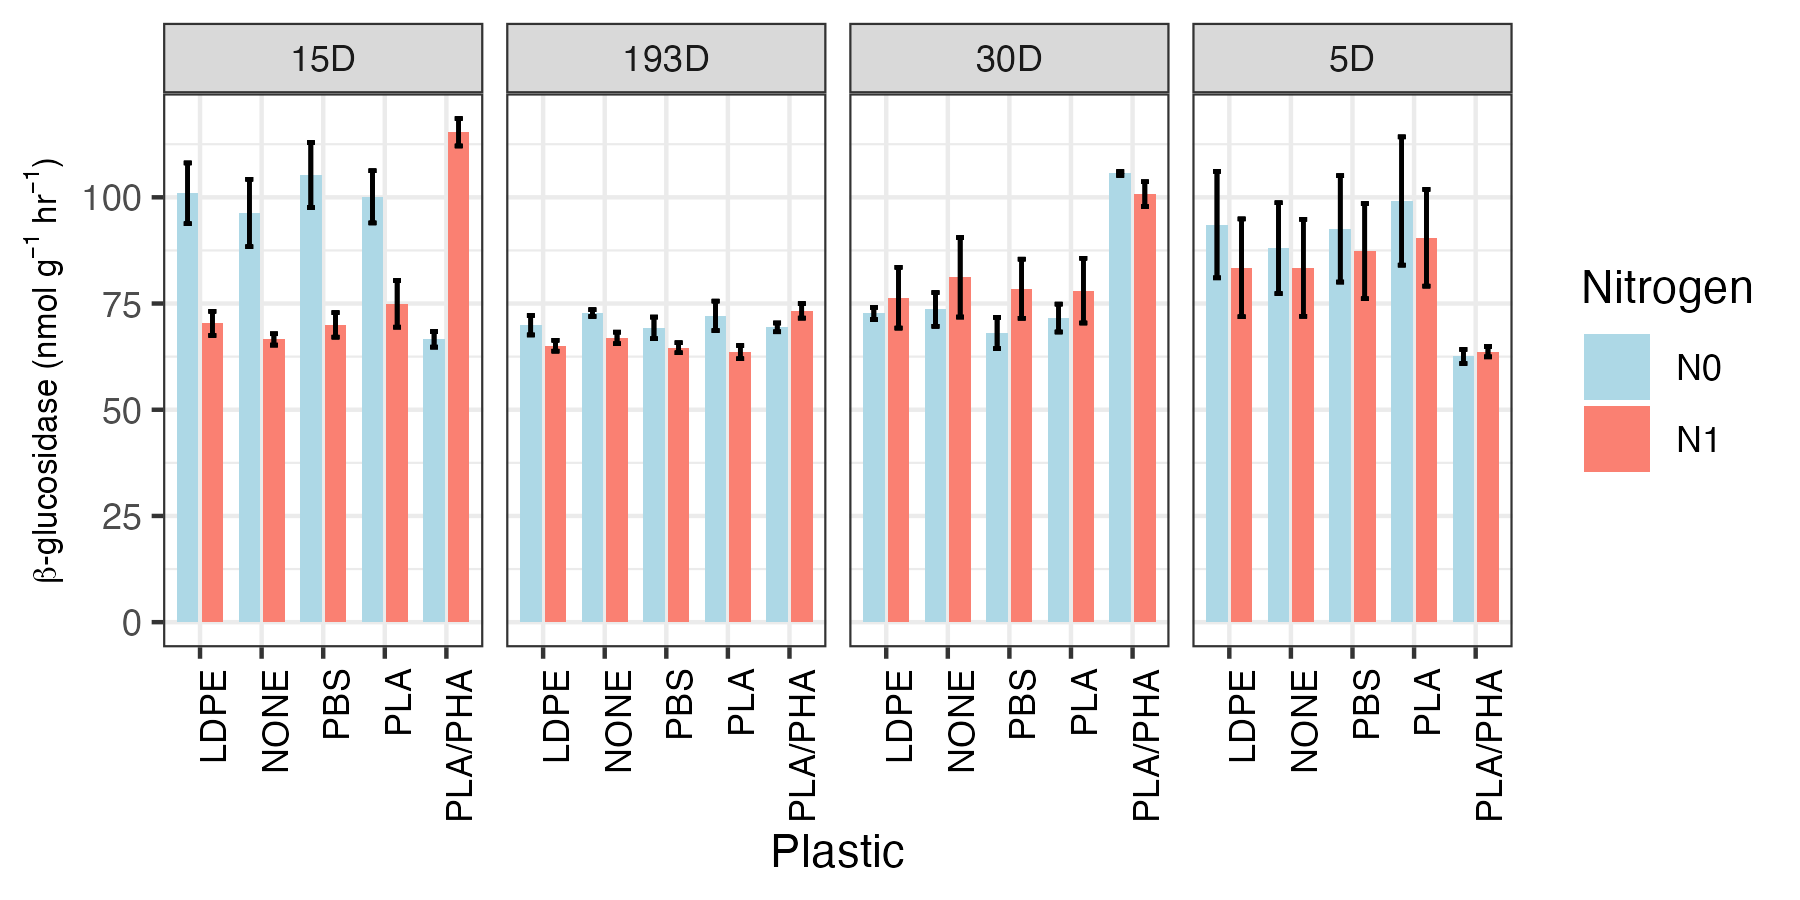 15D 193D 30D 5D
β-glucosidase (nmol g⁻¹ hr⁻¹)
100
75
50
25
0
LDPE NONE PBS PLA PLA/PHA LDPE NONE PBS PLA PLA/PHA LDPE NONE PBS PLA PLA/PHA LDPE NONE PBS PLA PLA/PHA
Plastic
Nitrogen
N0
N1